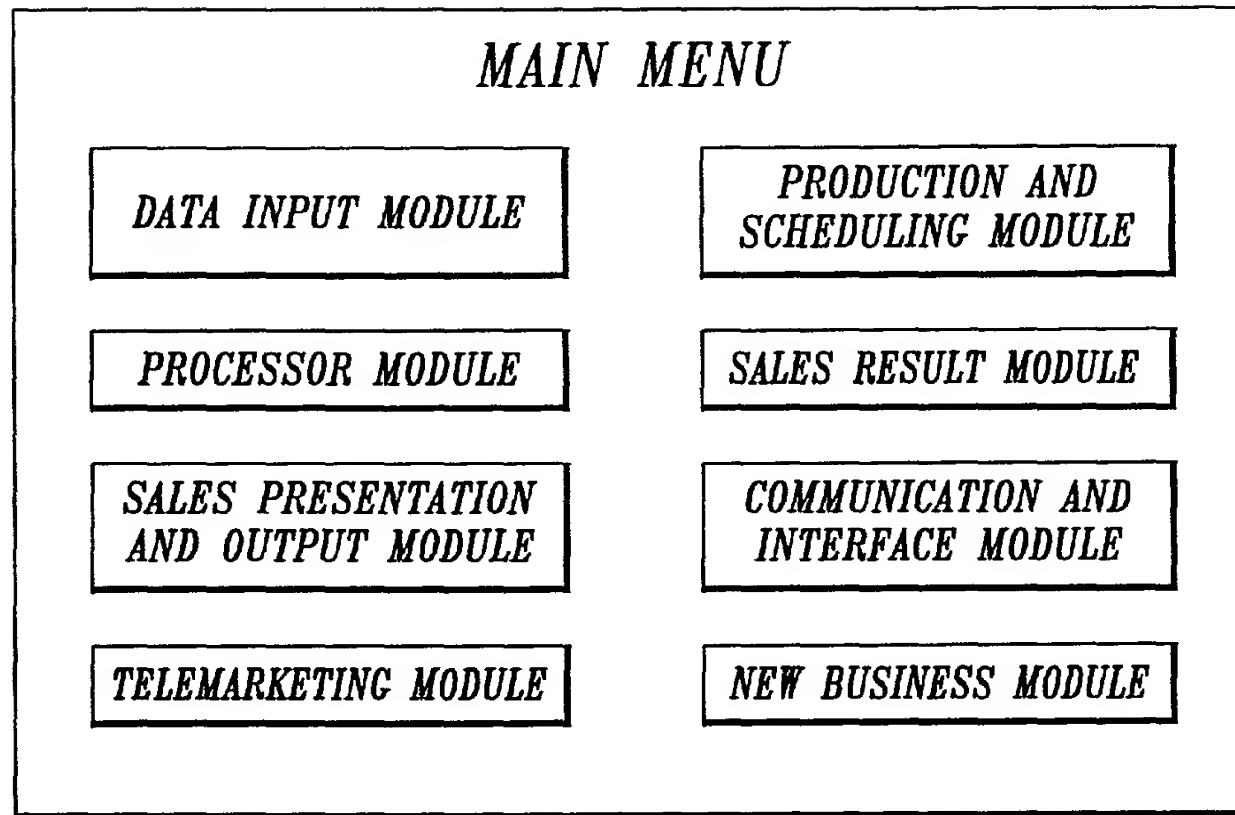 MAIN MENU
DATA INPUT MODULE
PRODUCTION AND
SCHEDULING MODULE
PROCESSOR MODULE
SALES RESULT MODULE
SALES PRESENTATION
AND OUTPUT MODULE
COMMUNICATION AND
INTERFACE MODULE
TELEMARKETING MODULE
NEW BUSINESS MODULE